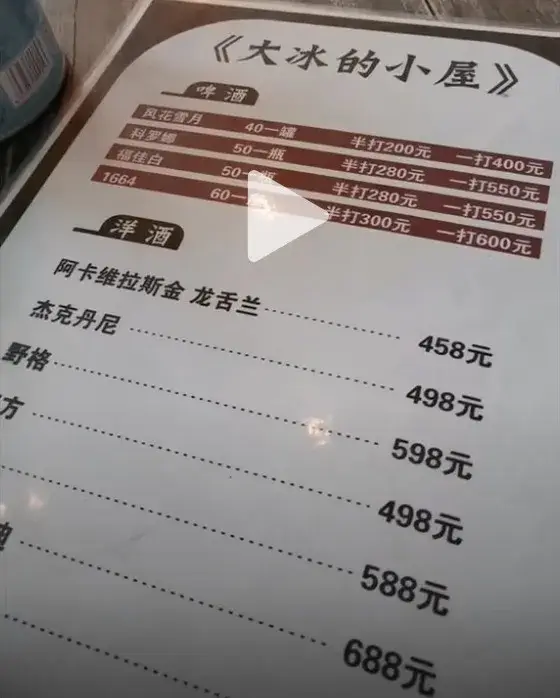 《大冰的小屋》
啤酒
风花雪月 40一罐 半打200元 一打400元
科罗娜 50一瓶 半打280元 一打550元
福佳白 50一瓶 半打280元 一打550元
1664 60一 半打300元 一打600元
洋酒
阿卡维拉斯金 龙舌兰 458元
杰克丹尼 498元
野格 598元
方 498元
588元
688元